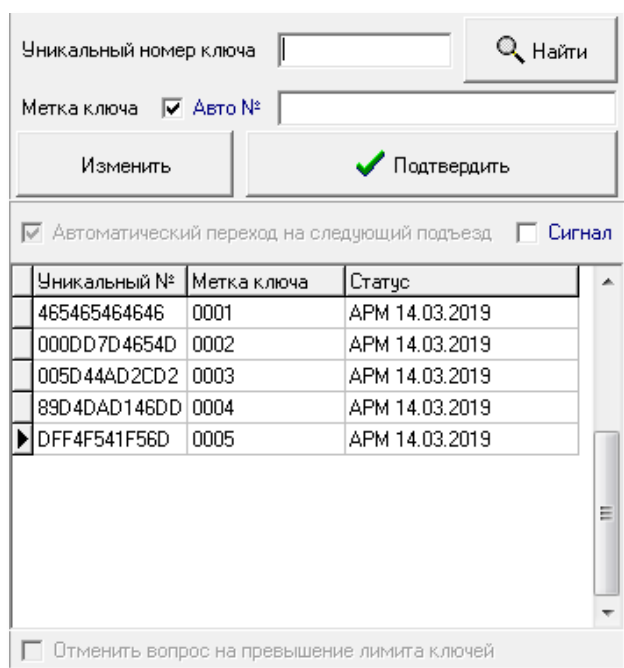 Уникальный номер ключа Найти
Метка ключа Авто №
Изменить Подтвердить
Автоматический переход на следующий подъезд Сигнал
Уникальный № Метка ключа Статус
465465464646 0001 АРМ 14.03.2019
000DD7D4654D 0002 АРМ 14.03.2019
005D44AD2CD2 0003 АРМ 14.03.2019
89D4DAD146DD 0004 АРМ 14.03.2019
DFF4F541F56D 0005 АРМ 14.03.2019
Отменить вопрос на превышение лимита ключей